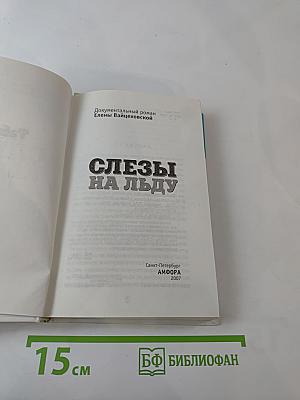 Документальный роман
Елены Вайцеховской
СЛЕЗЫ
НА ЛЬДУ
Санкт-Петербург
АМФОРА
2007
15 см
БФ БИБЛИОФАН